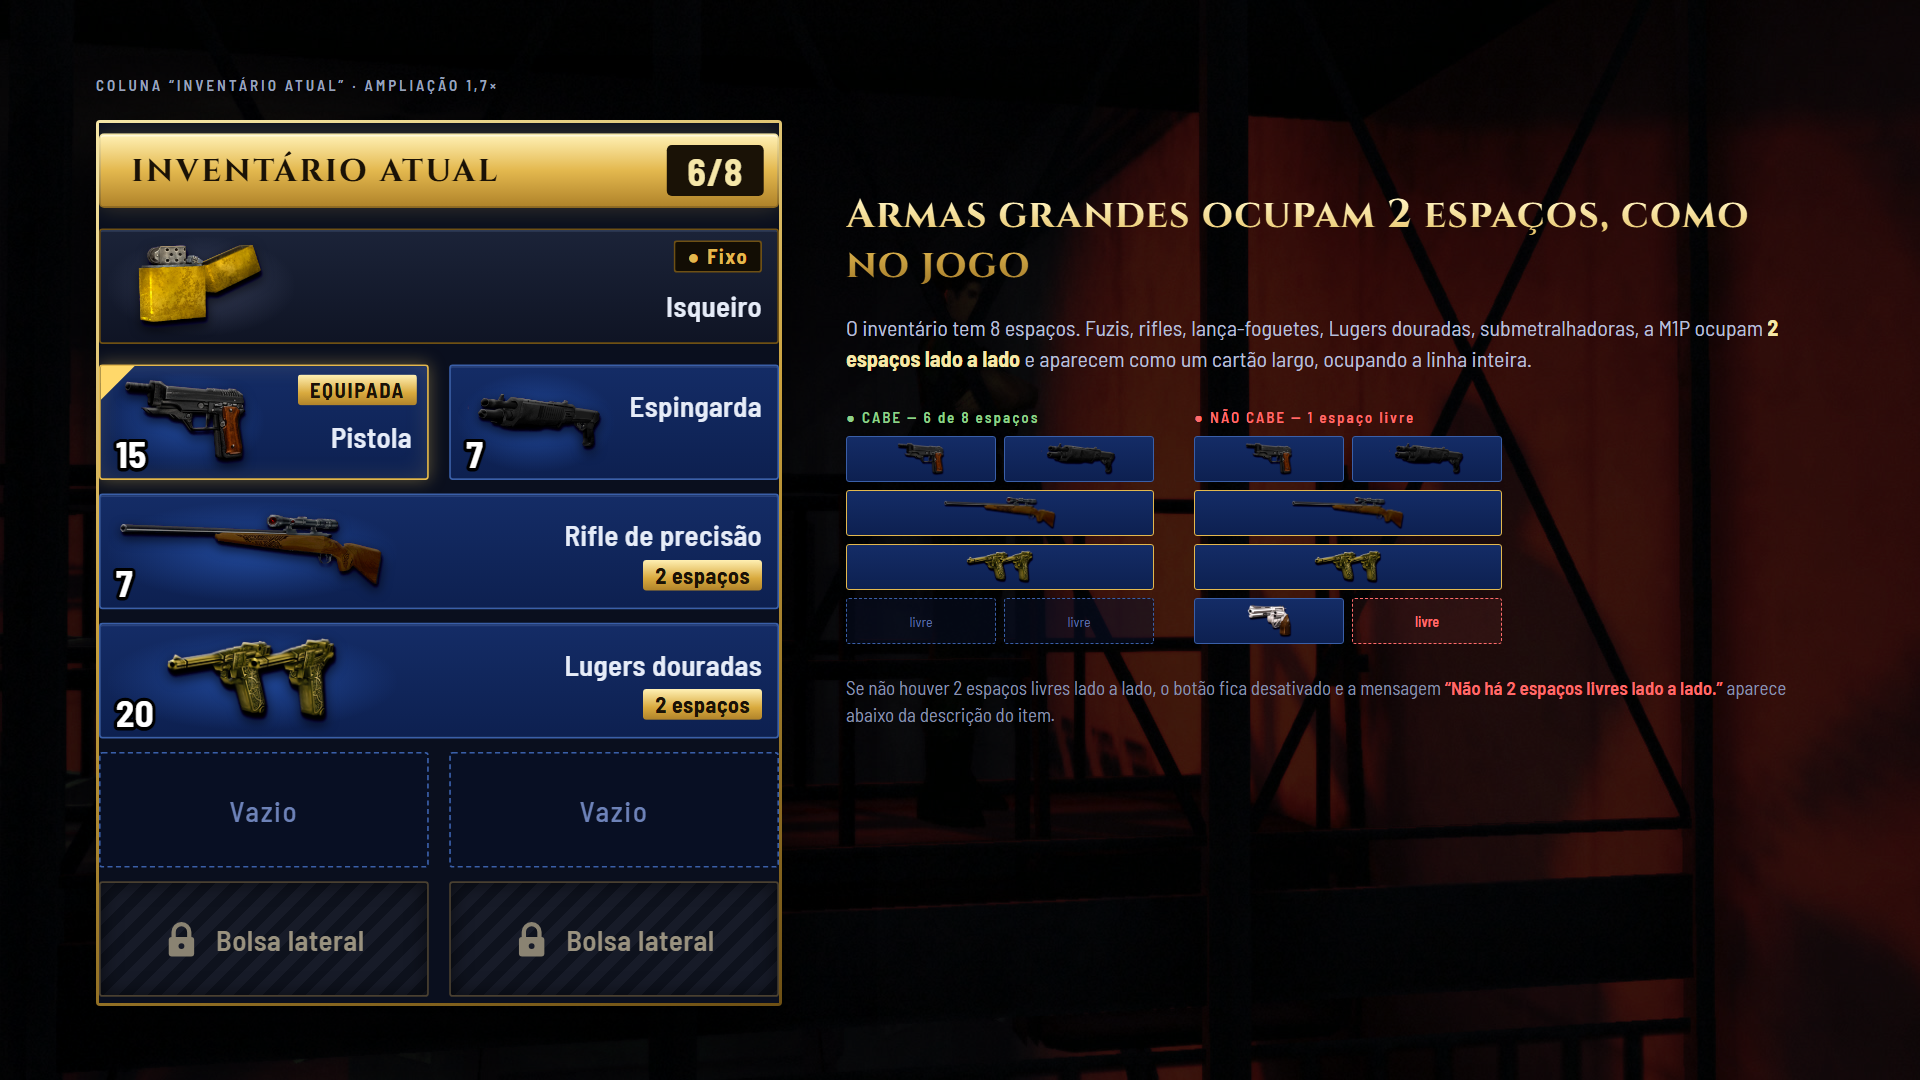 COLUNA “INVENTÁRIO ATUAL” · AMPLIAÇÃO 1,7×
INVENTÁRIO ATUAL
6/8
• Fixo
Isqueiro
EQUIPADA
Pistola
15
Espingarda
7
Rifle de precisão
2 espaços
7
Lugers douradas
2 espaços
20
Vazio
Vazio
Bolsa lateral
Bolsa lateral
ARMAS GRANDES OCUPAM 2 ESPAÇOS, COMO
NO JOGO
O inventário tem 8 espaços. Fuzis, rifles, lança-foguetes, Lugers douradas, submetralhadoras, a M1P ocupam 2
espaços lado a lado e aparecem como um cartão largo, ocupando a linha inteira.
• CABE — 6 de 8 espaços
livre
livre
• NÃO CABE — 1 espaço livre
livre
Se não houver 2 espaços livres lado a lado, o botão fica desativado e a mensagem “Não há 2 espaços livres lado a lado.” aparece
abaixo da descrição do item.